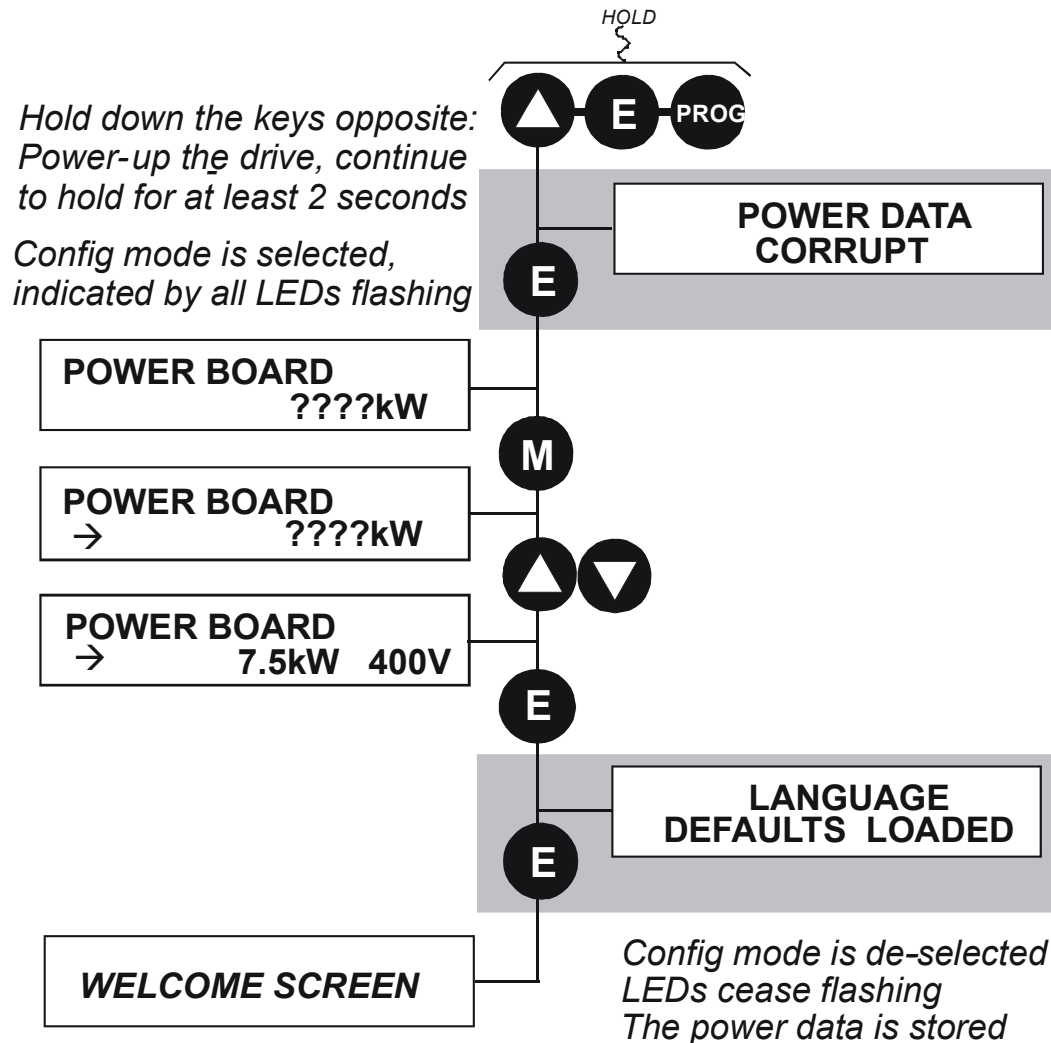 HOLD
E PROG
Hold down the keys opposite:
Power-up the drive, continue
to hold for at least 2 seconds
POWER DATA
CORRUPT
Config mode is selected,
indicated by all LEDs flashing
E
POWER BOARD
????kW
M
POWER BOARD
→ ????kW
POWER BOARD
→ 7.5kW 400V
E
LANGUAGE
DEFAULTS LOADED
E
WELCOME SCREEN
Config mode is de-selected
LEDs cease flashing
The power data is stored